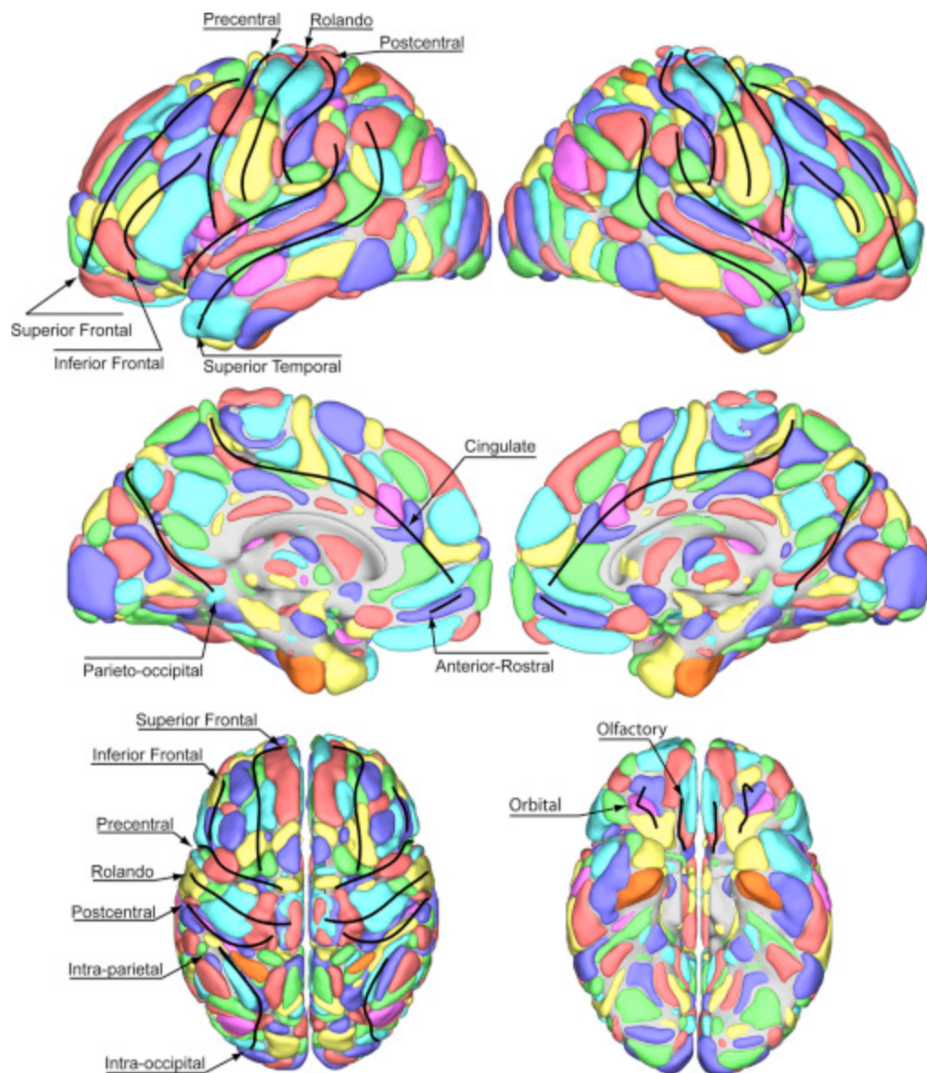 Precentral
Rolando
Postcentral
Superior Frontal
Inferior Frontal
Superior Temporal
Cingulate
Parieto-occipital
Anterior-Rostral
Superior Frontal
Inferior Frontal
Precentral
Rolando
Postcentral
Intra-parietal
Intra-occipital
Olfactory
Orbital